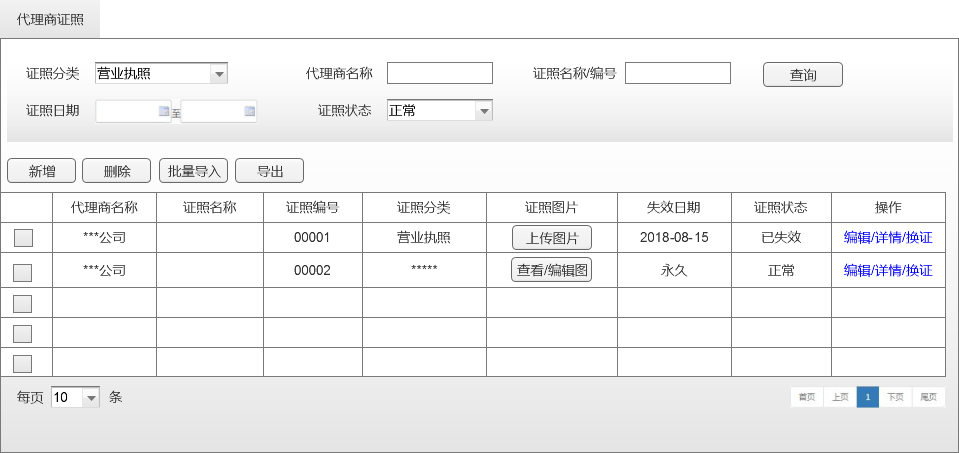 代理商证照
证照分类 营业执照 代理商名称 证照名称/编号 查询
证照日期 至 证照状态 正常
新增 删除 批量导入 导出
代理商名称 证照名称 证照编号 证照分类 证照图片 失效日期 证照状态 操作
***公司 00001 营业执照 上传图片 2018-08-15 已失效 编辑/详情/换证
***公司 00002 ***** 查看/编辑图 永久 正常 编辑/详情/换证
每页 10 条 首页 上页 1 下页 尾页